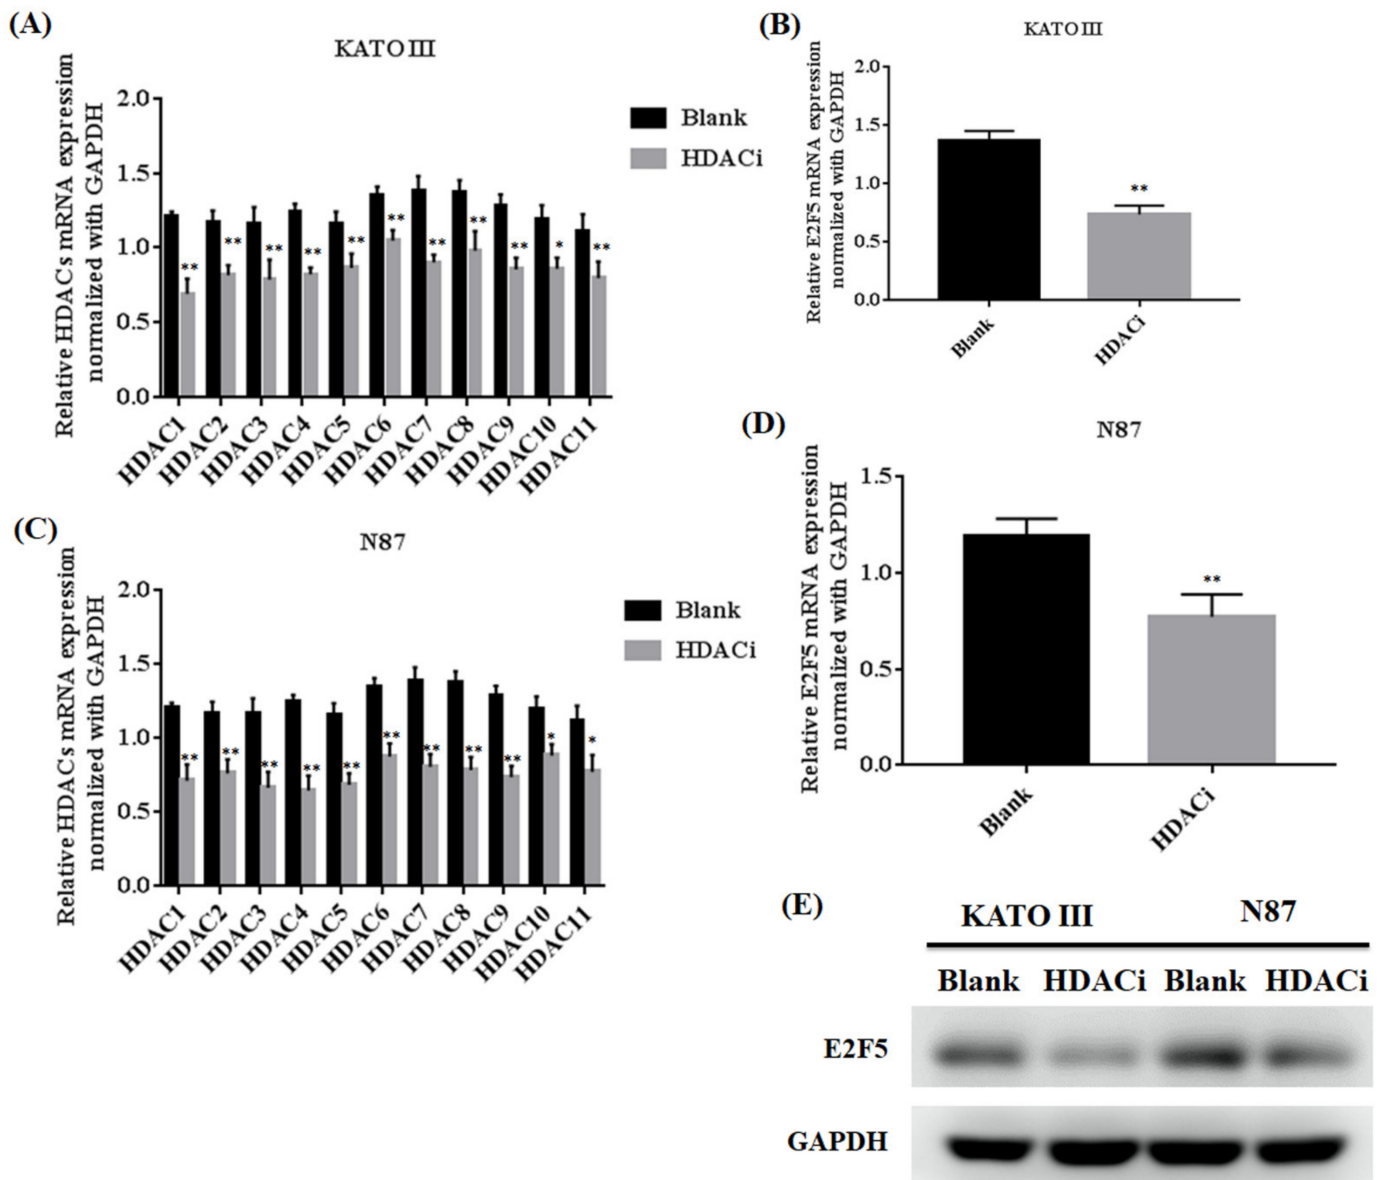 (A)
KATO III
Relative HDACs mRNA expression
normalized with GAPDH
2.0
1.5
1.0
0.5
0.0
Blank
HDACi
**
**
**
**
**
**
**
**
**
*
**
HDAC1
HDAC2
HDAC3
HDAC4
HDAC5
HDAC6
HDAC7
HDAC8
HDAC9
HDAC10
HDAC11
(B)
KATO III
Relative E2F5 mRNA expression
normalized with GAPDH
2.0
1.5
1.0
0.5
0.0
**
Blank
HDACi
(C)
N87
Relative HDACs mRNA expression
normalized with GAPDH
2.0
1.5
1.0
0.5
0.0
Blank
HDACi
**
**
**
**
**
**
**
**
**
*
*
HDAC1
HDAC2
HDAC3
HDAC4
HDAC5
HDAC6
HDAC7
HDAC8
HDAC9
HDAC10
HDAC11
(D)
N87
Relative E2F5 mRNA expression
normalized with GAPDH
1.5
1.0
0.5
0.0
**
Blank
HDACi
(E)
KATO III N87
Blank HDACi Blank HDACi
E2F5
GAPDH